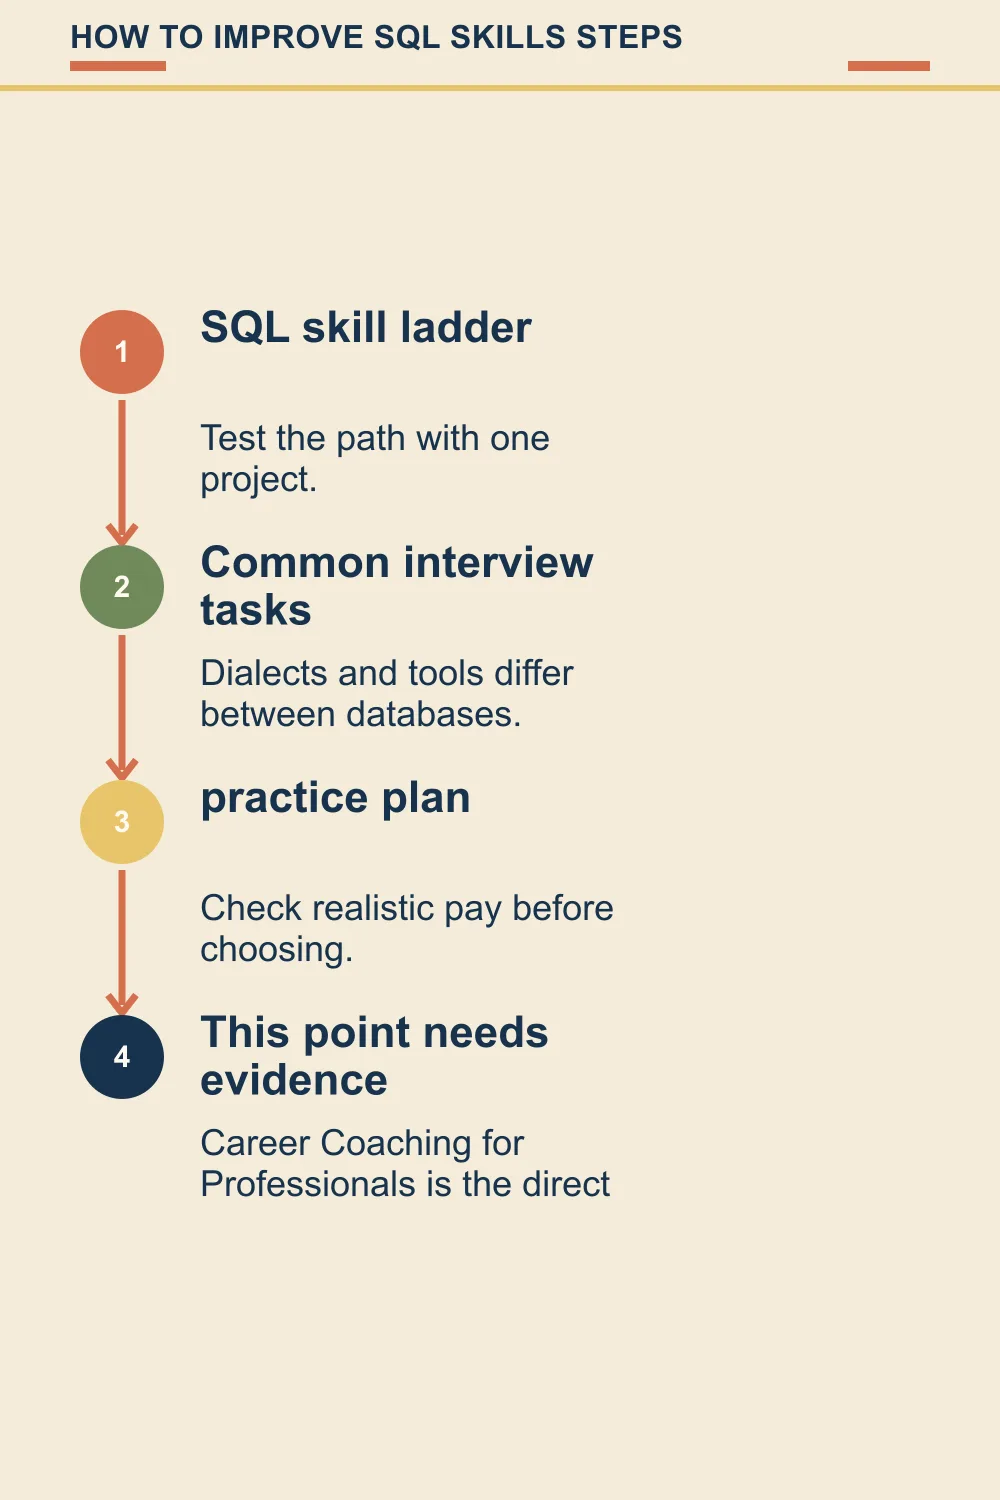 HOW TO IMPROVE SQL SKILLS STEPS
1
SQL skill ladder
Test the path with one
project.
2
Common interview
tasks
Dialects and tools differ
between databases.
3
practice plan
Check realistic pay before
choosing.
4
This point needs
evidence
Career Coaching for
Professionals is the direct